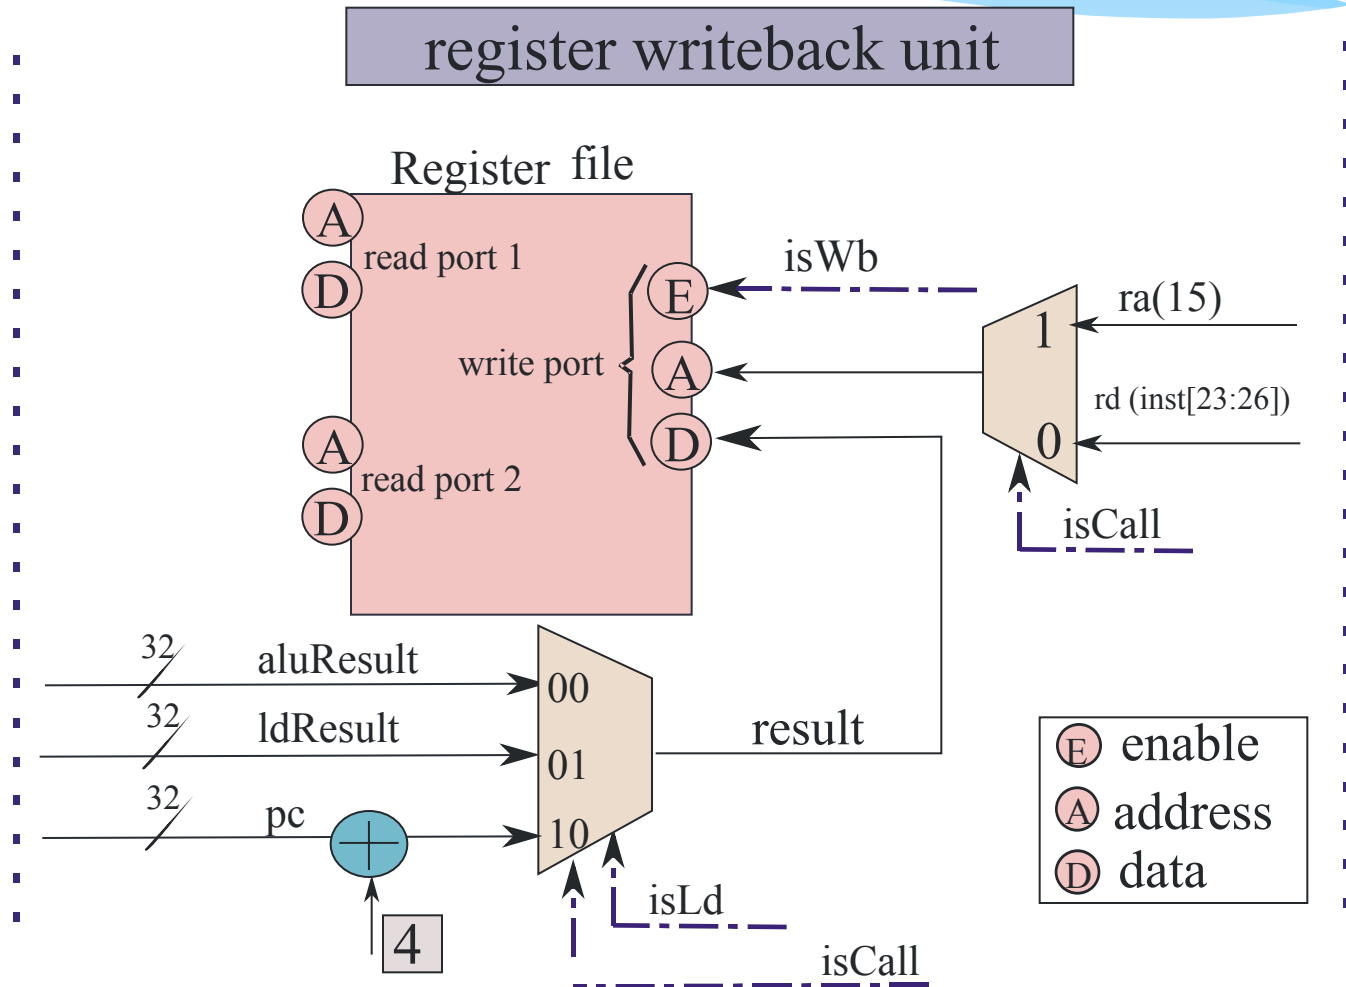 register writeback unit
Register file
A
read port 1
D
isWb
E
ra(15)
1
write port
A
rd (inst[23:26])
A
D
0
read port 2
D
isCall
32
aluResult
00
32
ldResult
01
result
32
pc
10
4
isLd
isCall
E enable
A address
D data